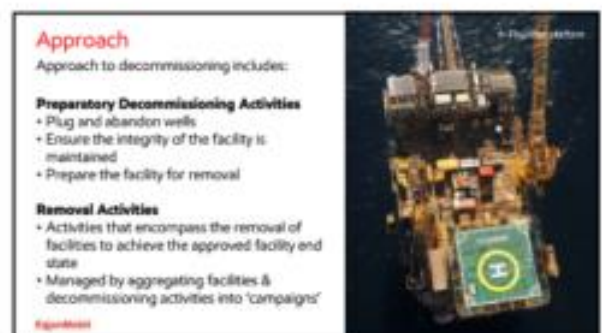 Approach
Approach to decommissioning includes:
Preparatory Decommissioning Activities
• Plug and abandon wells
• Ensure the integrity of the facility is
maintained
• Prepare the facility for removal
Removal Activities
• Activities that encompass the removal of
facilities to achieve the approved facility end
state
• Managed by aggregating facilities &
decommissioning activities into 'campaigns'
ExxonMobil
H